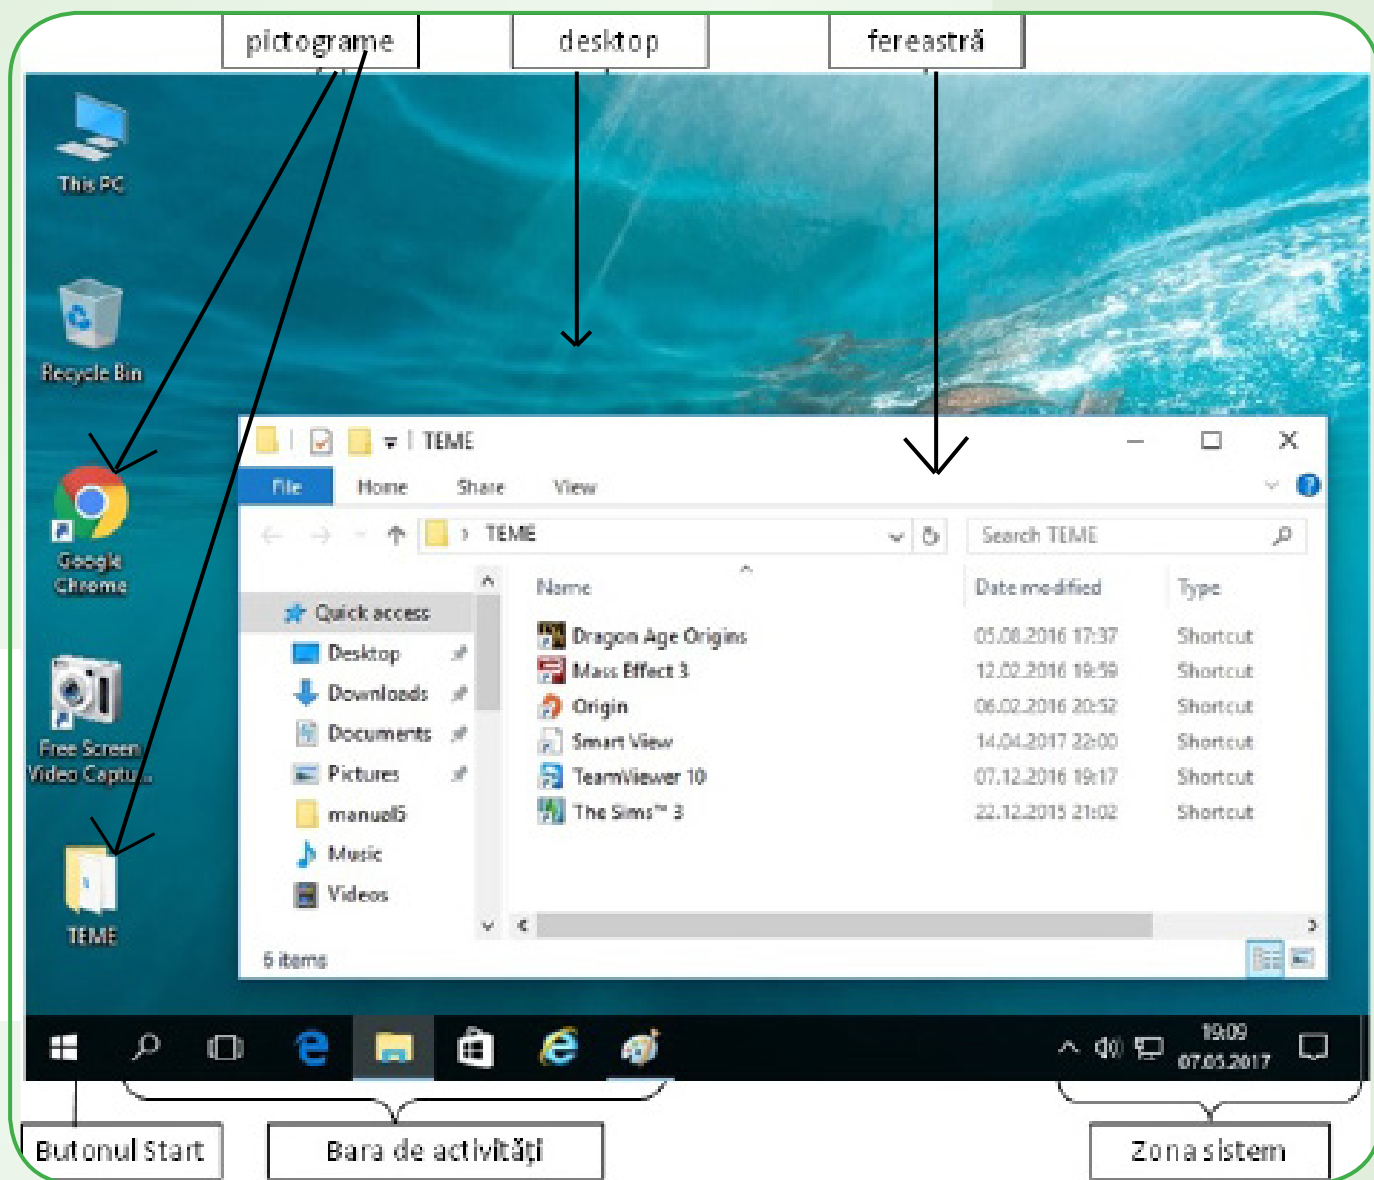 pictograme
desktop
fereastră
This PC
Recycle Bin
Google
Chrome
Free Screen
Video Captu...
TEME
TEME
File Home Share View
TEME
Search TEME
Name Date modified Type
Quick access
Desktop
Downloads
Documents
Pictures
manual5
Music
Videos
Dragon Age Origins 05.08.2016 17:37 Shortcut
Mass Effect 3 12.02.2016 19:59 Shortcut
Origin 06.02.2016 20:52 Shortcut
Smart View 14.04.2017 22:00 Shortcut
TeamViewer 10 07.12.2016 19:17 Shortcut
The Sims™ 3 22.12.2015 21:02 Shortcut
items
19:09
07.05.2017
Butonul Start
Bara de activități
Zona sistem